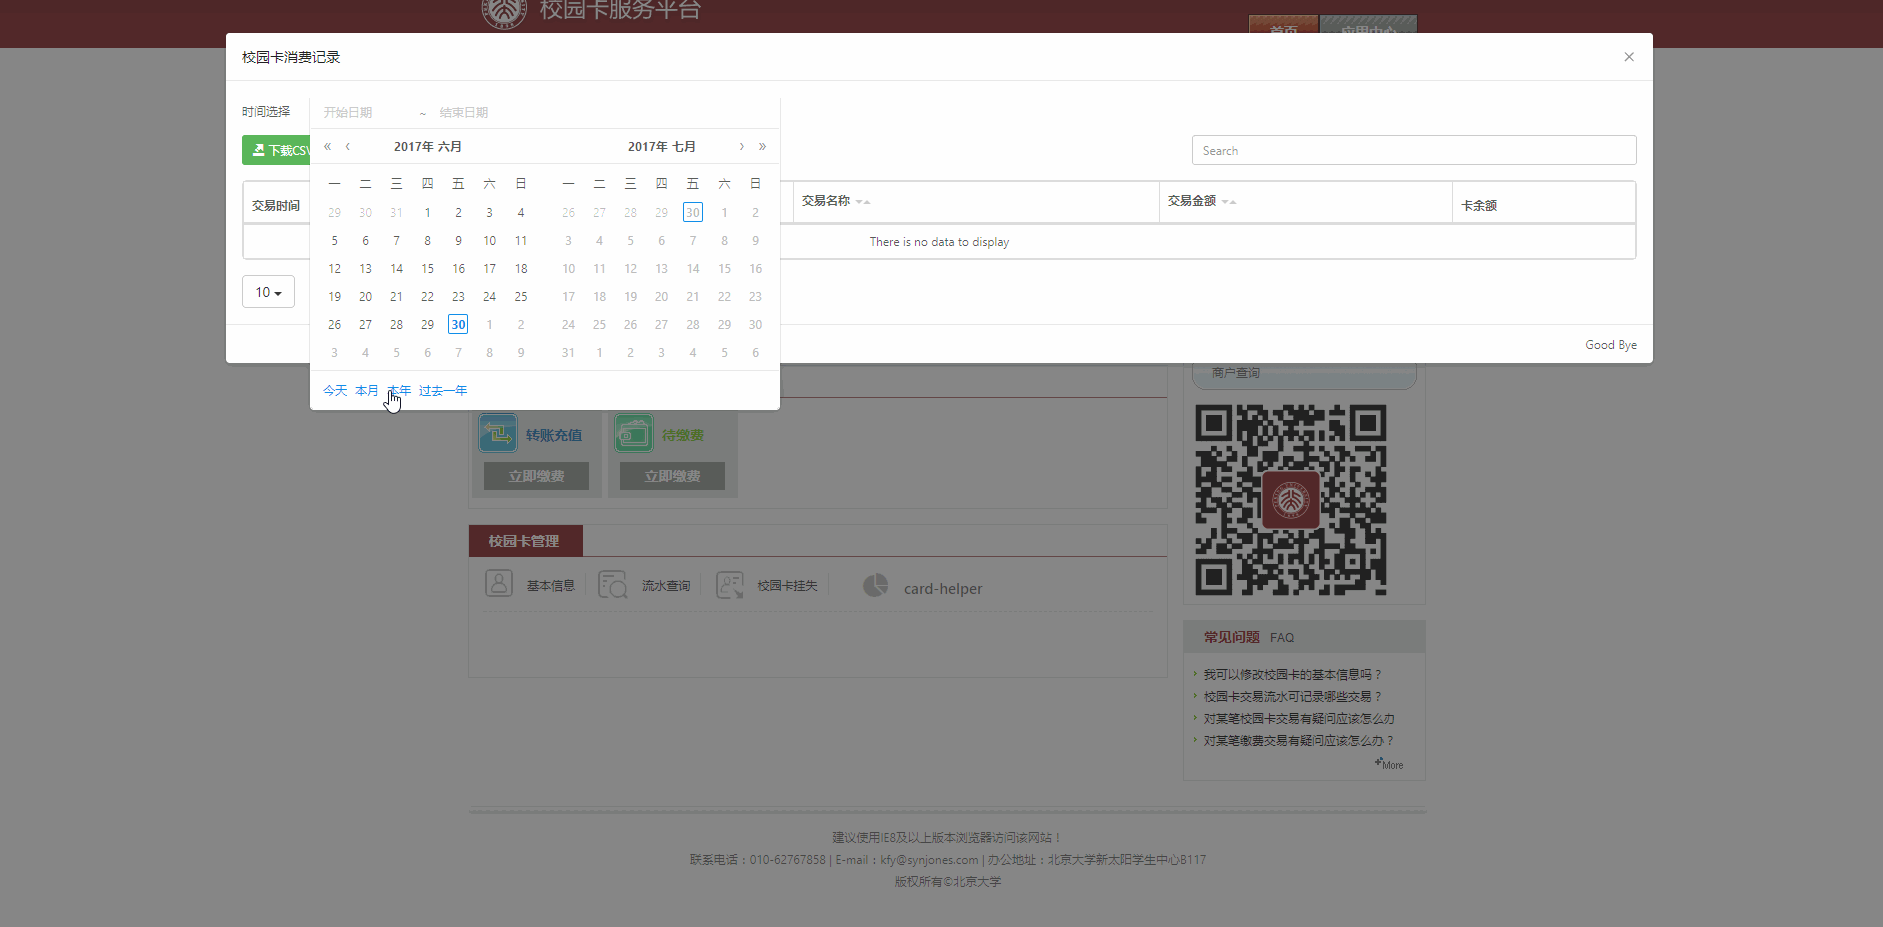 校园卡服务平台
首页 应用中心
校园卡消费记录 ×
时间选择 开始日期 ~ 结束日期
下载CSV
Search
« ‹ 2017年 六月 2017年 七月 › »
一 二 三 四 五 六 日 一 二 三 四 五 六 日
29 30 31 1 2 3 4 26 27 28 29 30 1 2
5 6 7 8 9 10 11 3 4 5 6 7 8 9
12 13 14 15 16 17 18 10 11 12 13 14 15 16
19 20 21 22 23 24 25 17 18 19 20 21 22 23
26 27 28 29 30 1 2 24 25 26 27 28 29 30
3 4 5 6 7 8 9 31 1 2 3 4 5 6
今天 本月 本年 过去一年
交易时间 交易名称 交易金额 卡余额
There is no data to display
10
Good Bye
商户查询
转账充值 待缴费
立即缴费 立即缴费
校园卡管理
基本信息 流水查询 校园卡挂失 card-helper
常见问题 FAQ
我可以修改校园卡的基本信息吗？
校园卡交易流水可记录哪些交易？
对某笔校园卡交易有疑问应该怎么办
对某笔缴费交易有疑问应该怎么办？
More
建议使用IE8及以上版本浏览器访问该网站！
联系电话：010-62767858 | E-mail：kfy@synjones.com | 办公地址：北京大学新太阳学生中心B117
版权所有©北京大学